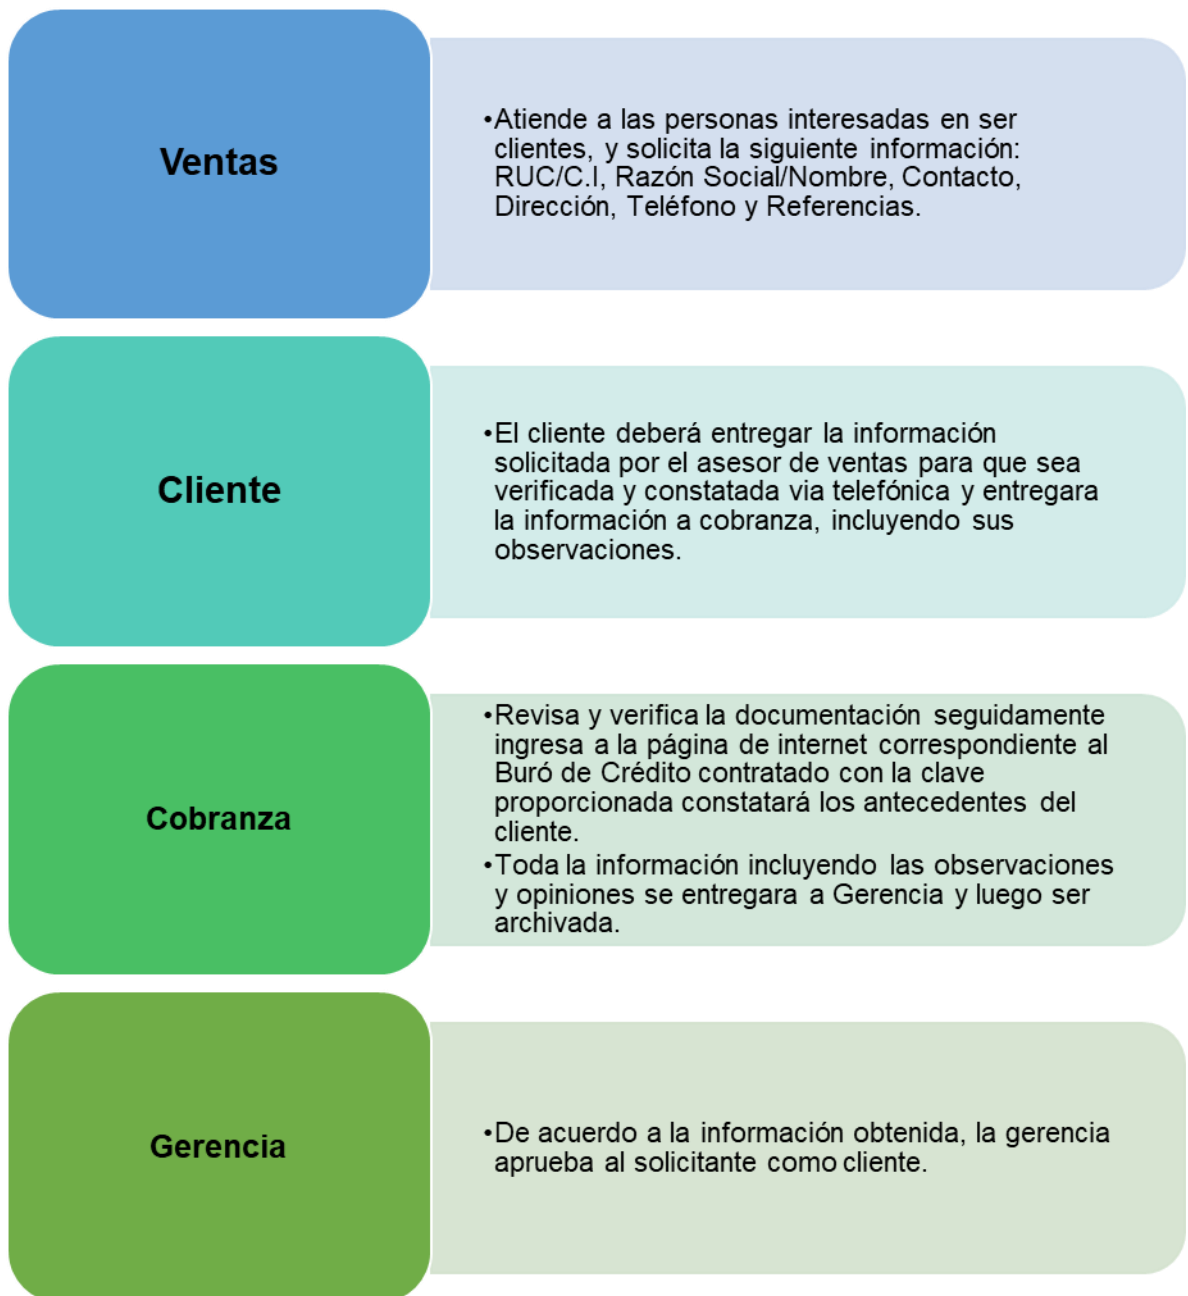 Ventas
•Atiende a las personas interesadas en ser
clientes, y solicita la siguiente información:
RUC/C.I, Razón Social/Nombre, Contacto,
Dirección, Teléfono y Referencias.
Cliente
•El cliente deberá entregar la información
solicitada por el asesor de ventas para que sea
verificada y constatada via telefónica y entregara
la información a cobranza, incluyendo sus
observaciones.
Cobranza
•Revisa y verifica la documentación seguidamente
ingresa a la página de internet correspondiente al
Buró de Crédito contratado con la clave
proporcionada constatará los antecedentes del
cliente.
•Toda la información incluyendo las observaciones
y opiniones se entregara a Gerencia y luego ser
archivada.
Gerencia
•De acuerdo a la información obtenida, la gerencia
aprueba al solicitante como cliente.